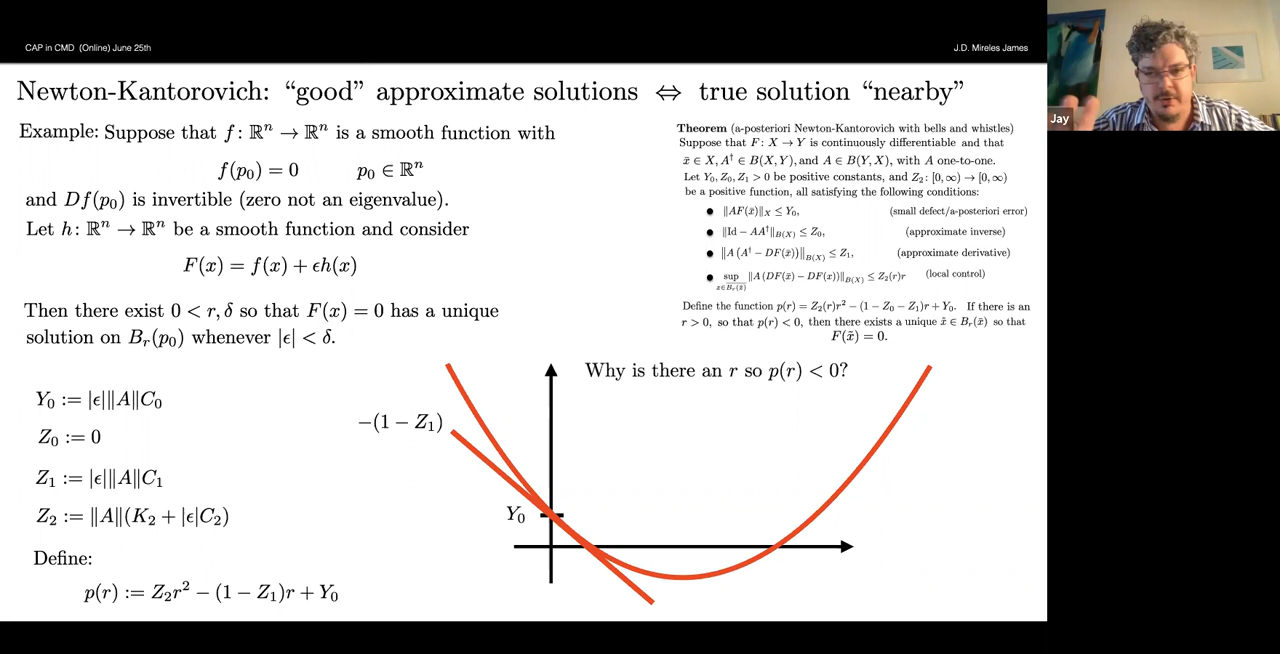 CAP in CMD (Online) June 25th
J.D. Mireles James
Jay
Newton-Kantorovich: “good” approximate solutions ⇔ true solution “nearby”
Example: Suppose that f: ℝⁿ → ℝⁿ is a smooth function with
f(p₀) = 0 p₀ ∈ ℝⁿ
and Df(p₀) is invertible (zero not an eigenvalue).
Let h: ℝⁿ → ℝⁿ be a smooth function and consider
F(x) = f(x) + ϵh(x)
Then there exist 0 < r, δ so that F(x) = 0 has a unique
solution on Bᵣ(p₀) whenever |ϵ| < δ.
Y₀ := |ϵ|‖A‖C₀
Z₀ := 0
Z₁ := |ϵ|‖A‖C₁
Z₂ := ‖A‖(K₂ + |ϵ|C₂)
Define:
p(r) := Z₂r² − (1 − Z₁)r + Y₀
Theorem (a-posteriori Newton-Kantorovich with bells and whistles)
Suppose that F: X → Y is continuously differentiable and that
x̄ ∈ X, A† ∈ B(X, Y), and A ∈ B(Y, X), with A one-to-one.
Let Y₀, Z₀, Z₁ > 0 be positive constants, and Z₂: [0, ∞) → [0, ∞)
be a positive function, all satisfying the following conditions:
● ‖AF(x̄)‖_X ≤ Y₀, (small defect/a-posteriori error)
● ‖Id − AA†‖_B(X) ≤ Z₀, (approximate inverse)
● ‖A(A† − DF(x̄))‖_B(X) ≤ Z₁, (approximate derivative)
● sup_{x∈B̄ᵣ(x̄)} ‖A(DF(x̄) − DF(x))‖_B(X) ≤ Z₂(r)r (local control)
Define the function p(r) = Z₂(r)r² − (1 − Z₀ − Z₁)r + Y₀. If there is an
r > 0, so that p(r) < 0, then there exists a unique x̃ ∈ Bᵣ(x̄) so that
F(x̃) = 0.
Why is there an r so p(r) < 0?
−(1 − Z₁)
Y₀